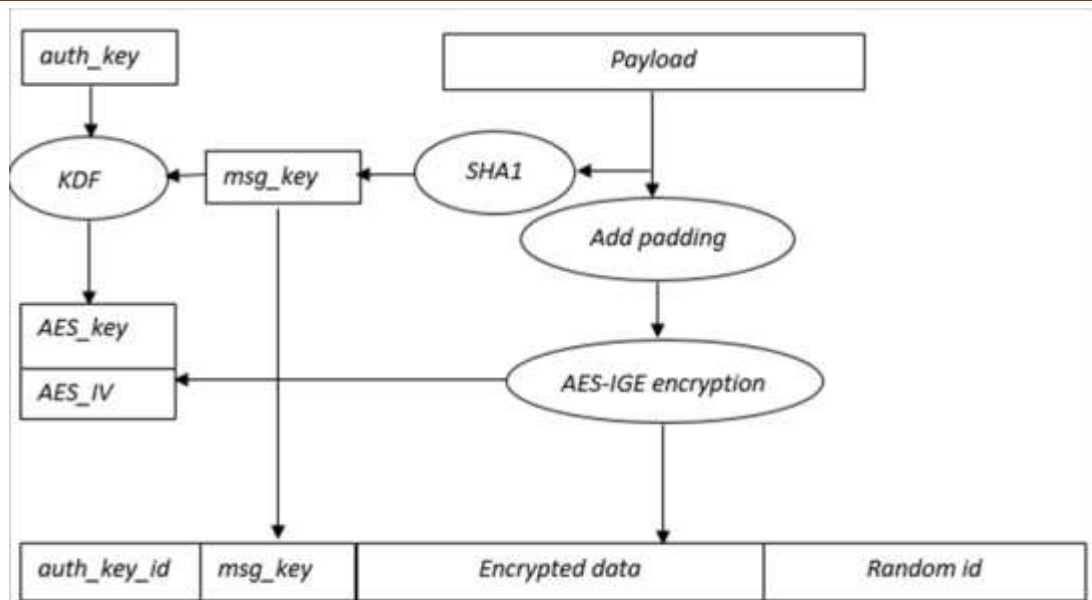 auth_key
Payload
KDF
msg_key
SHA1
Add padding
AES_key
AES_IV
AES-IGE encryption
auth_key_id
msg_key
Encrypted data
Random id